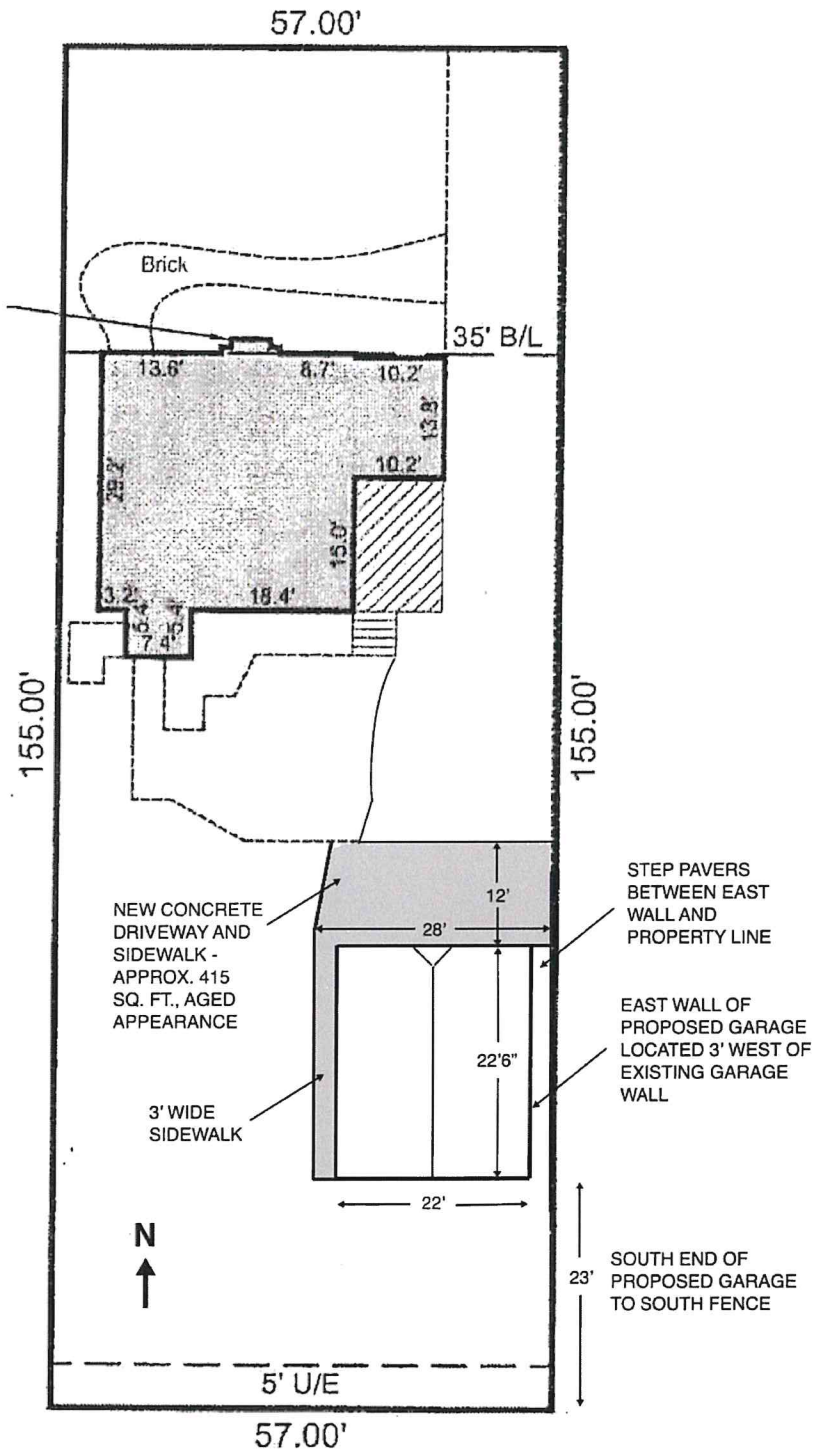 57.00'
Brick
35' B/L
13.6'
8.7'
10.2'
13.8'
10.2'
29.2'
15.0'
3.2'
18.4'
5.4'
5.4'
7.4'
155.00'
155.00'
NEW CONCRETE
DRIVEWAY AND
SIDEWALK -
APPROX. 415
SQ. FT., AGED
APPEARANCE
12'
28'
STEP PAVERS
BETWEEN EAST
WALL AND
PROPERTY LINE
22'6"
EAST WALL OF
PROPOSED GARAGE
LOCATED 3' WEST OF
EXISTING GARAGE
WALL
3' WIDE
SIDEWALK
22'
N
23'
SOUTH END OF
PROPOSED GARAGE
TO SOUTH FENCE
5' U/E
57.00'